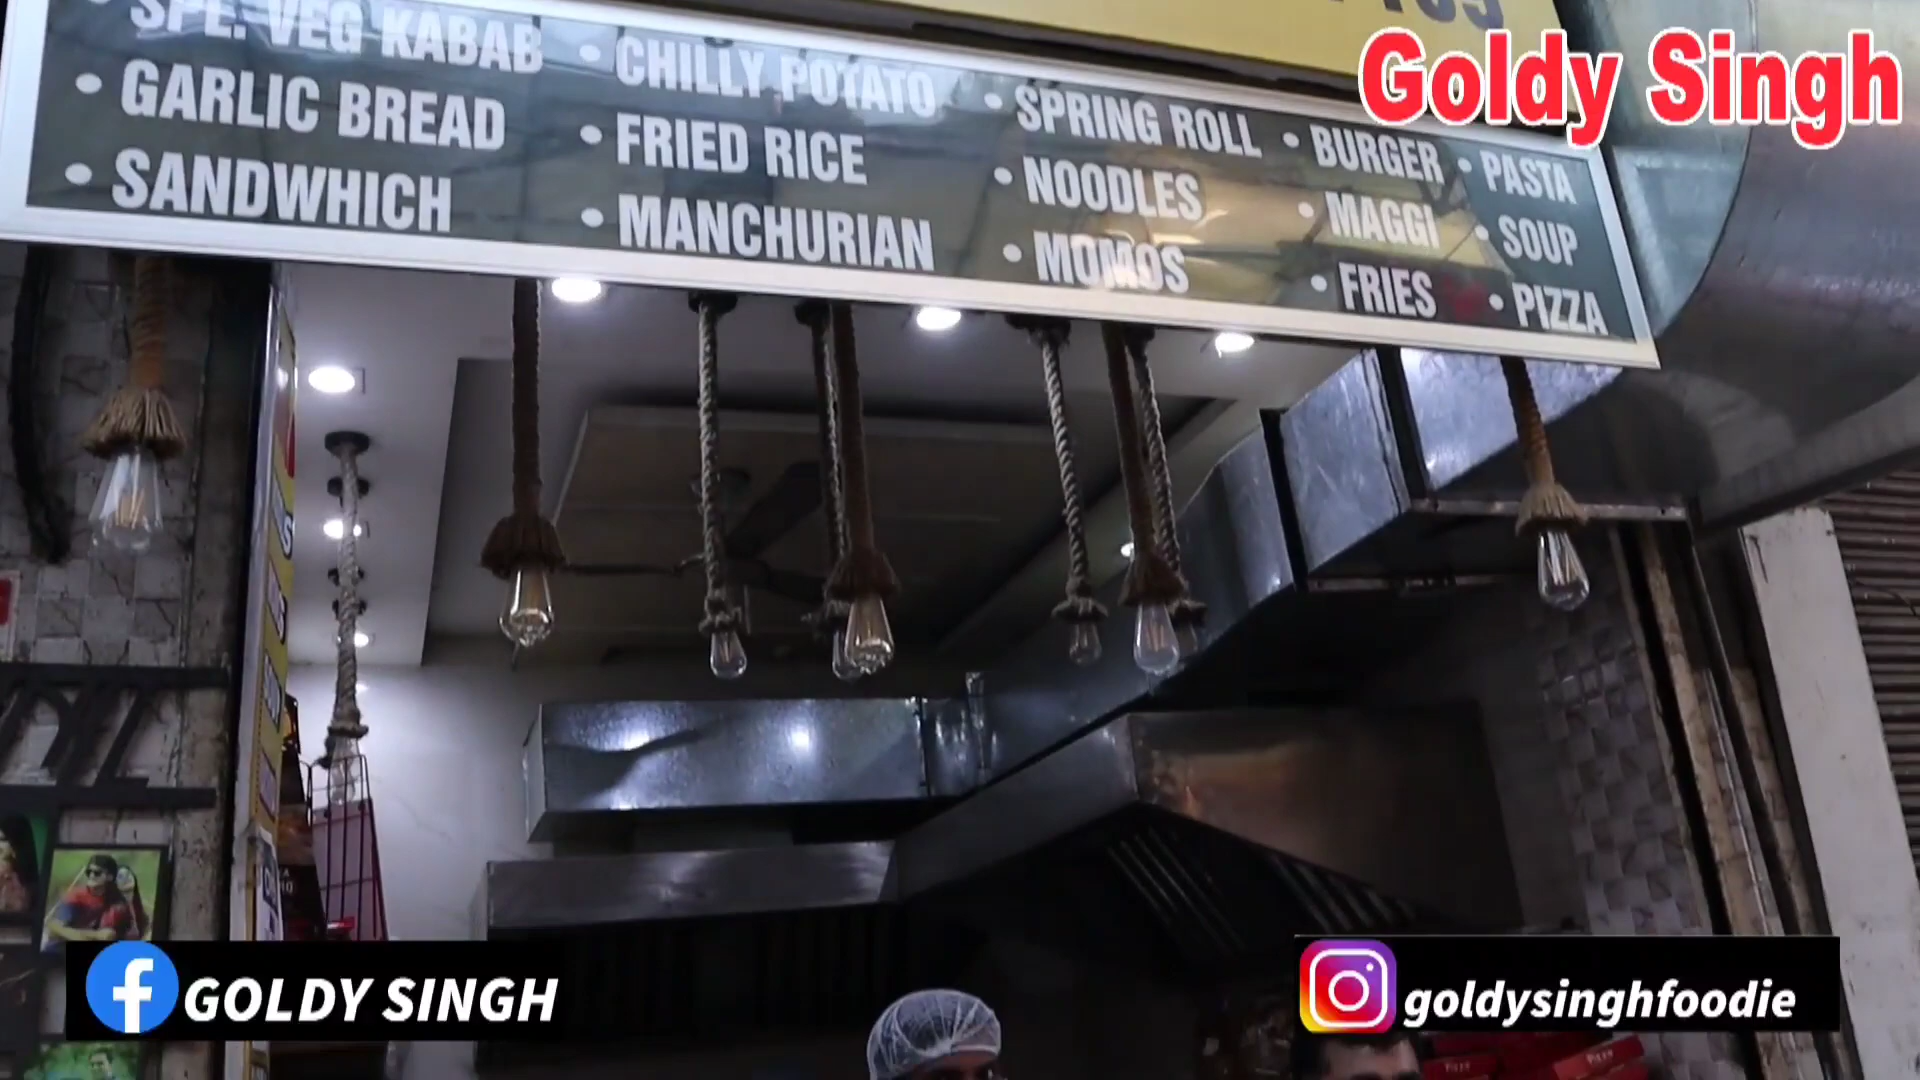 Goldy Singh
• SPL. VEG KABAB
• GARLIC BREAD
• SANDWHICH
• CHILLY POTATO
• FRIED RICE
• MANCHURIAN
• SPRING ROLL
• NOODLES
• MOMOS
• BURGER
• MAGGI
• FRIES
• PASTA
• SOUP
• PIZZA
GOLDY SINGH
goldysinghfoodie